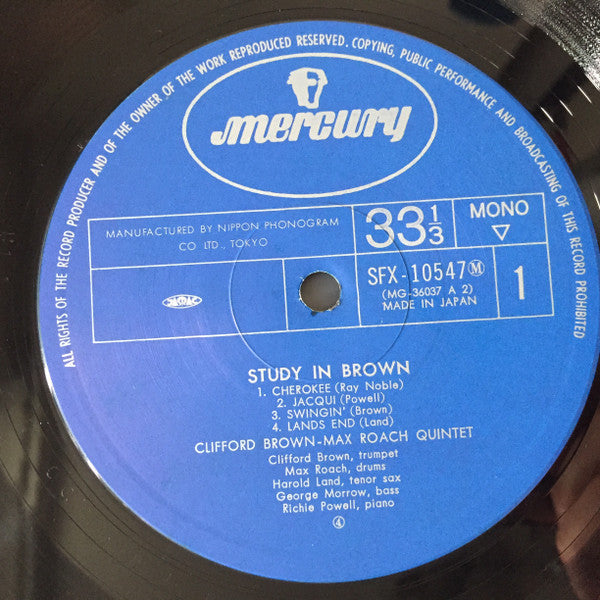 ALL RIGHTS OF THE RECORD PRODUCER AND OF THE OWNER OF THE WORK REPRODUCED RESERVED. COPYING, PUBLIC PERFORMANCE AND BROADCASTING OF THIS RECORD PROHIBITED
mercury
MANUFACTURED BY NIPPON PHONOGRAM
CO LTD., TOKYO
33 1/3
MONO
▽
SFX-10547Ⓜ
(MG-36037 A 2)
MADE IN JAPAN
1
STUDY IN BROWN
1. CHEROKEE (Ray Noble)
2. JACQUI (Powell)
3. SWINGIN' (Brown)
4. LANDS END (Land)
CLIFFORD BROWN-MAX ROACH QUINTET
Clifford Brown, trumpet
Max Roach, drums
Harold Land, tenor sax
George Morrow, bass
Richie Powell, piano
④